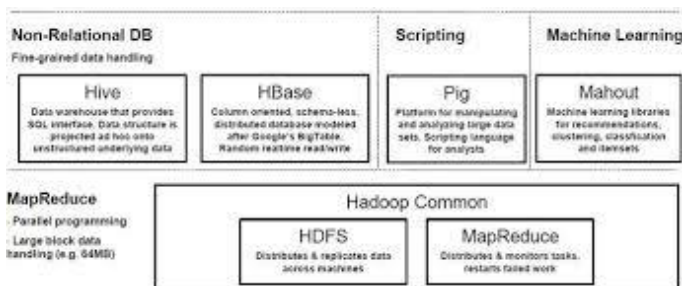 Non-Relational DB
Fine-grained data handling
Scripting
Machine Learning
Hive
Data warehouse that provides
SQL interface. Data structure is
projected ad hoc onto
unstructured underlying data
HBase
Column oriented, schema-less,
distributed database modeled
after Google's BigTable.
Random realtime read/write
Pig
Platform for manipulating
and analyzing large data
sets. Scripting language
for analysts
Mahout
Machine learning libraries
for recommendations,
clustering, classfication
and itemsets
MapReduce
- Parallel programming
- Large block data
handling (e.g. 64MB)
Hadoop Common
HDFS
Distributes & replicates data
across machines
MapReduce
Distributes & monitors tasks,
restarts failed work